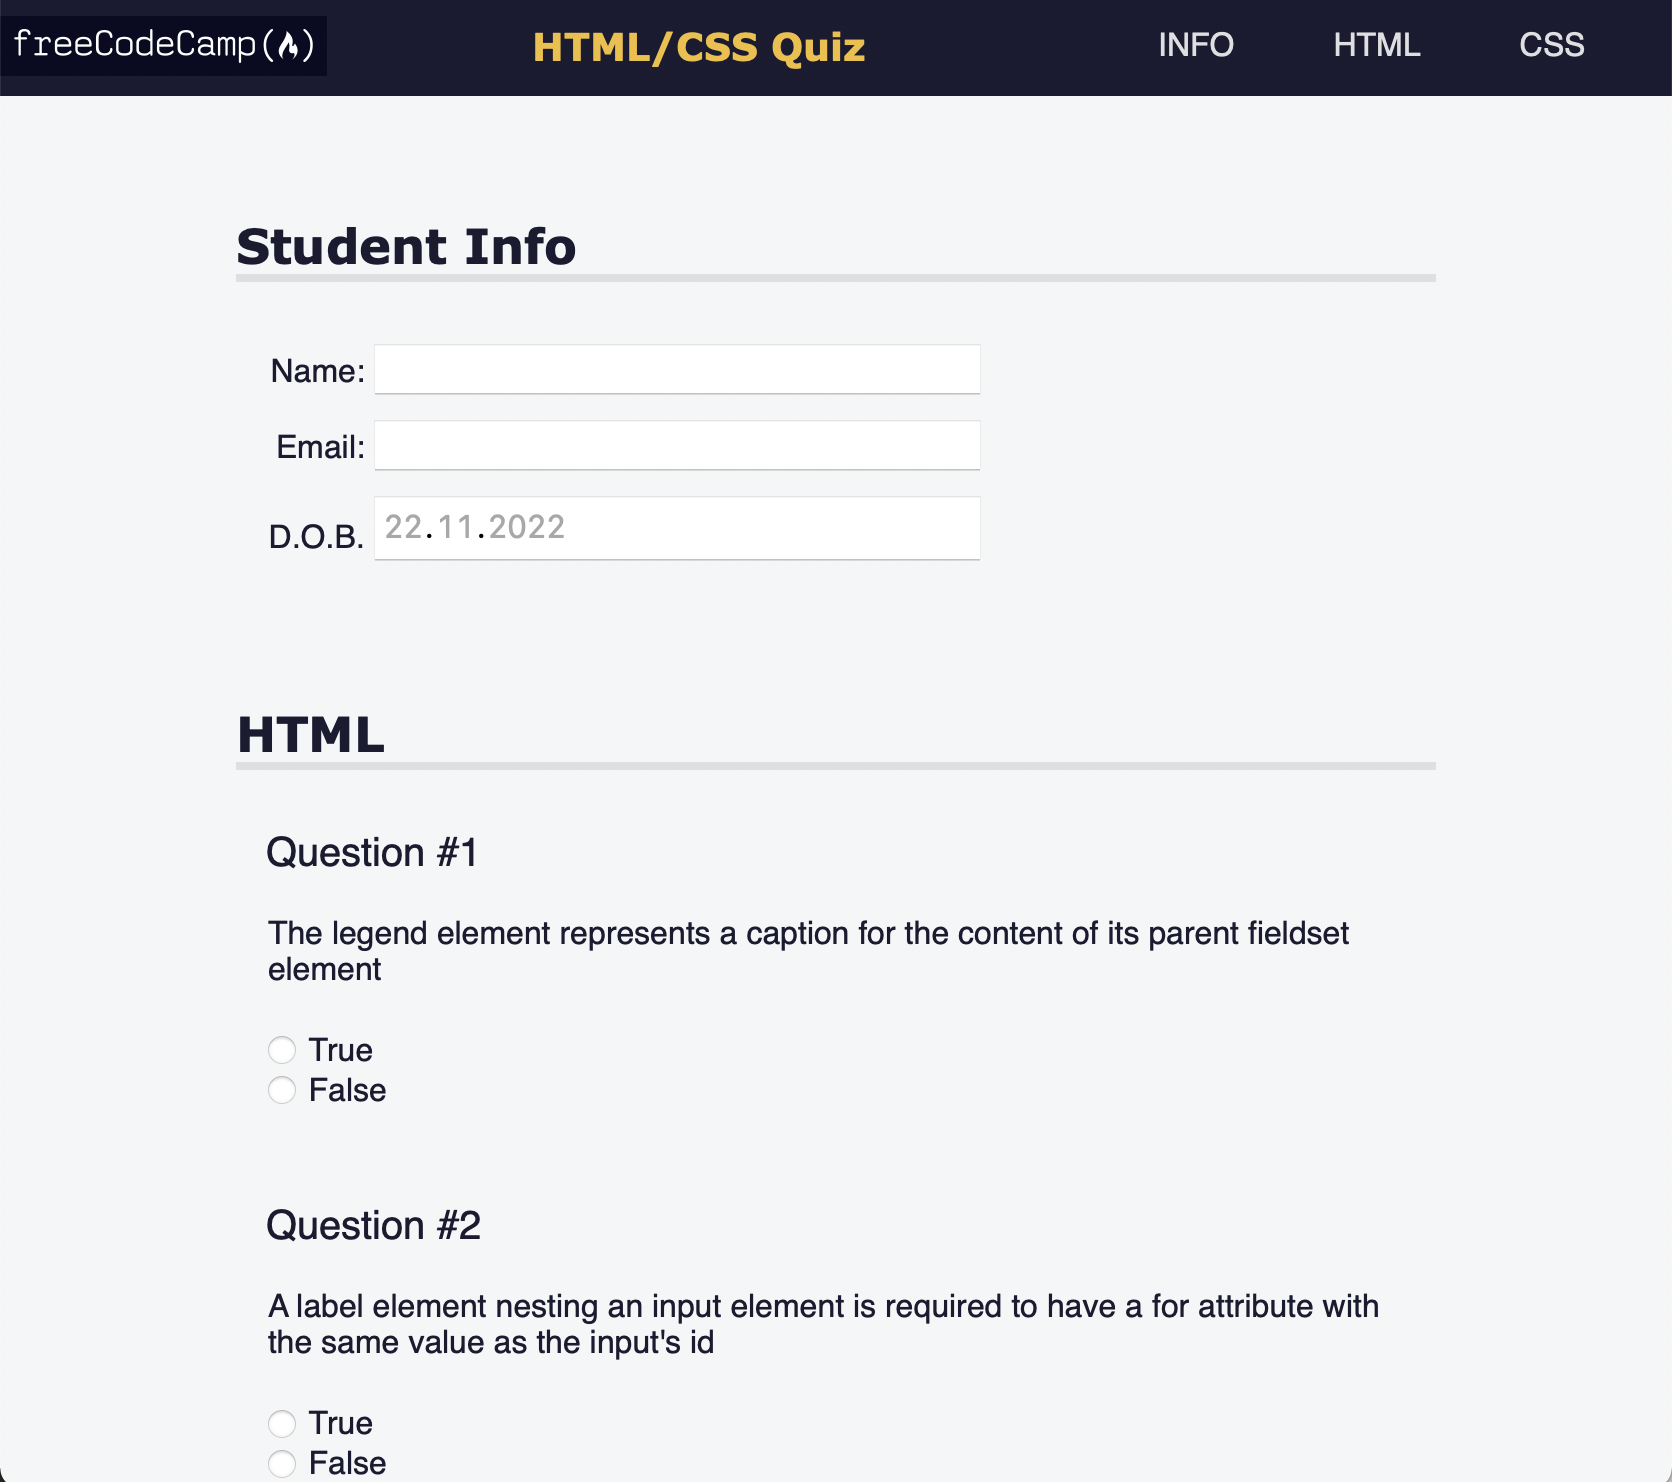 freeCodeCamp(🔥)
HTML/CSS Quiz
INFO
HTML
CSS
Student Info
Name:
Email:
D.O.B.
22.11.2022
HTML
Question #1
The legend element represents a caption for the content of its parent fieldset
element
True
False
Question #2
A label element nesting an input element is required to have a for attribute with
the same value as the input's id
True
False